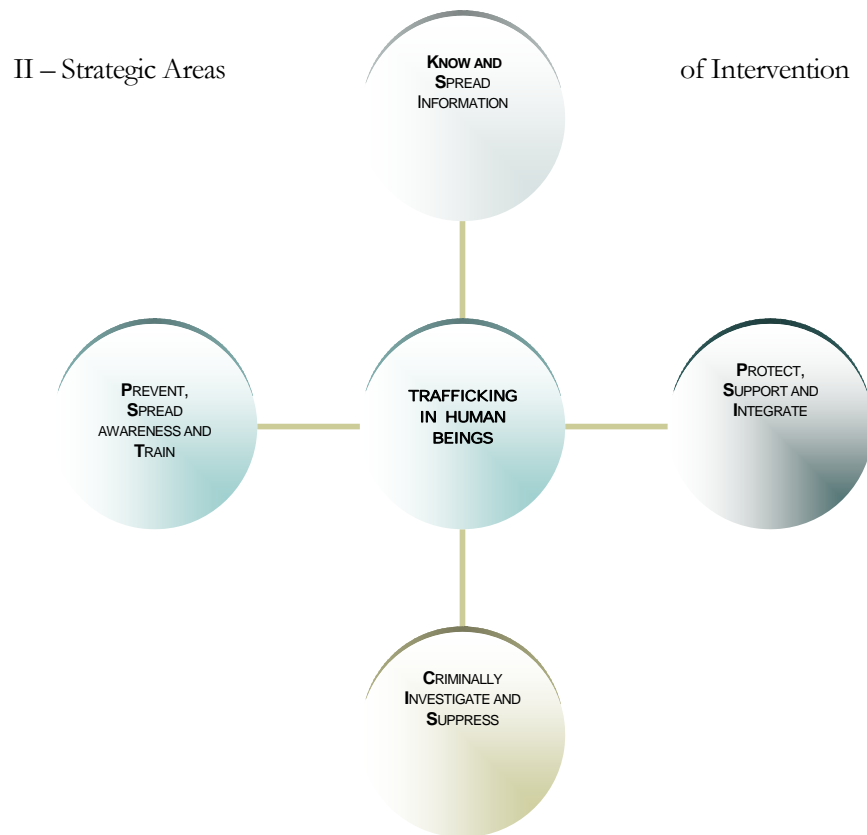 II – Strategic Areas of Intervention
KNOW AND
SPREAD
INFORMATION
PREVENT,
SPREAD
AWARENESS AND
TRAIN
TRAFFICKING
IN HUMAN
BEINGS
PROTECT,
SUPPORT AND
INTEGRATE
CRIMINALLY
INVESTIGATE AND
SUPPRESS